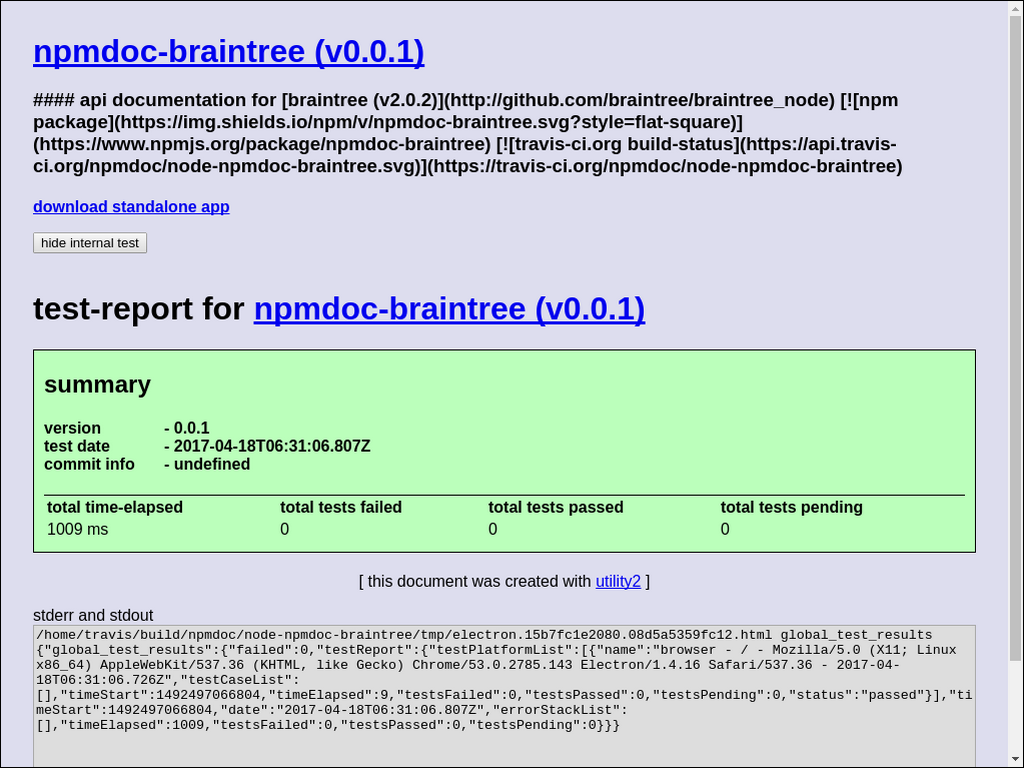 npmdoc-braintree (v0.0.1)
#### api documentation for [braintree (v2.0.2)](http://github.com/braintree/braintree_node) [![npm
package](https://img.shields.io/npm/v/npmdoc-braintree.svg?style=flat-square)]
(https://www.npmjs.org/package/npmdoc-braintree) [![travis-ci.org build-status](https://api.travis-
ci.org/npmdoc/node-npmdoc-braintree.svg)](https://travis-ci.org/npmdoc/node-npmdoc-braintree)
download standalone app
hide internal test
test-report for npmdoc-braintree (v0.0.1)
summary
version - 0.0.1
test date - 2017-04-18T06:31:06.807Z
commit info - undefined
total time-elapsed total tests failed total tests passed total tests pending
1009 ms 0 0 0
[ this document was created with utility2 ]
stderr and stdout
/home/travis/build/npmdoc/node-npmdoc-braintree/tmp/electron.15b7fc1e2080.08d5a5359fc12.html global_test_results
{"global_test_results":{"failed":0,"testReport":{"testPlatformList":[{"name":"browser - / - Mozilla/5.0 (X11; Linux
x86_64) AppleWebKit/537.36 (KHTML, like Gecko) Chrome/53.0.2785.143 Electron/1.4.16 Safari/537.36 - 2017-04-
18T06:31:06.726Z","testCaseList":
[],"timeStart":1492497066804,"timeElapsed":9,"testsFailed":0,"testsPassed":0,"testsPending":0,"status":"passed"}],"ti
meStart":1492497066804,"date":"2017-04-18T06:31:06.807Z","errorStackList":
[],"timeElapsed":1009,"testsFailed":0,"testsPassed":0,"testsPending":0}}}